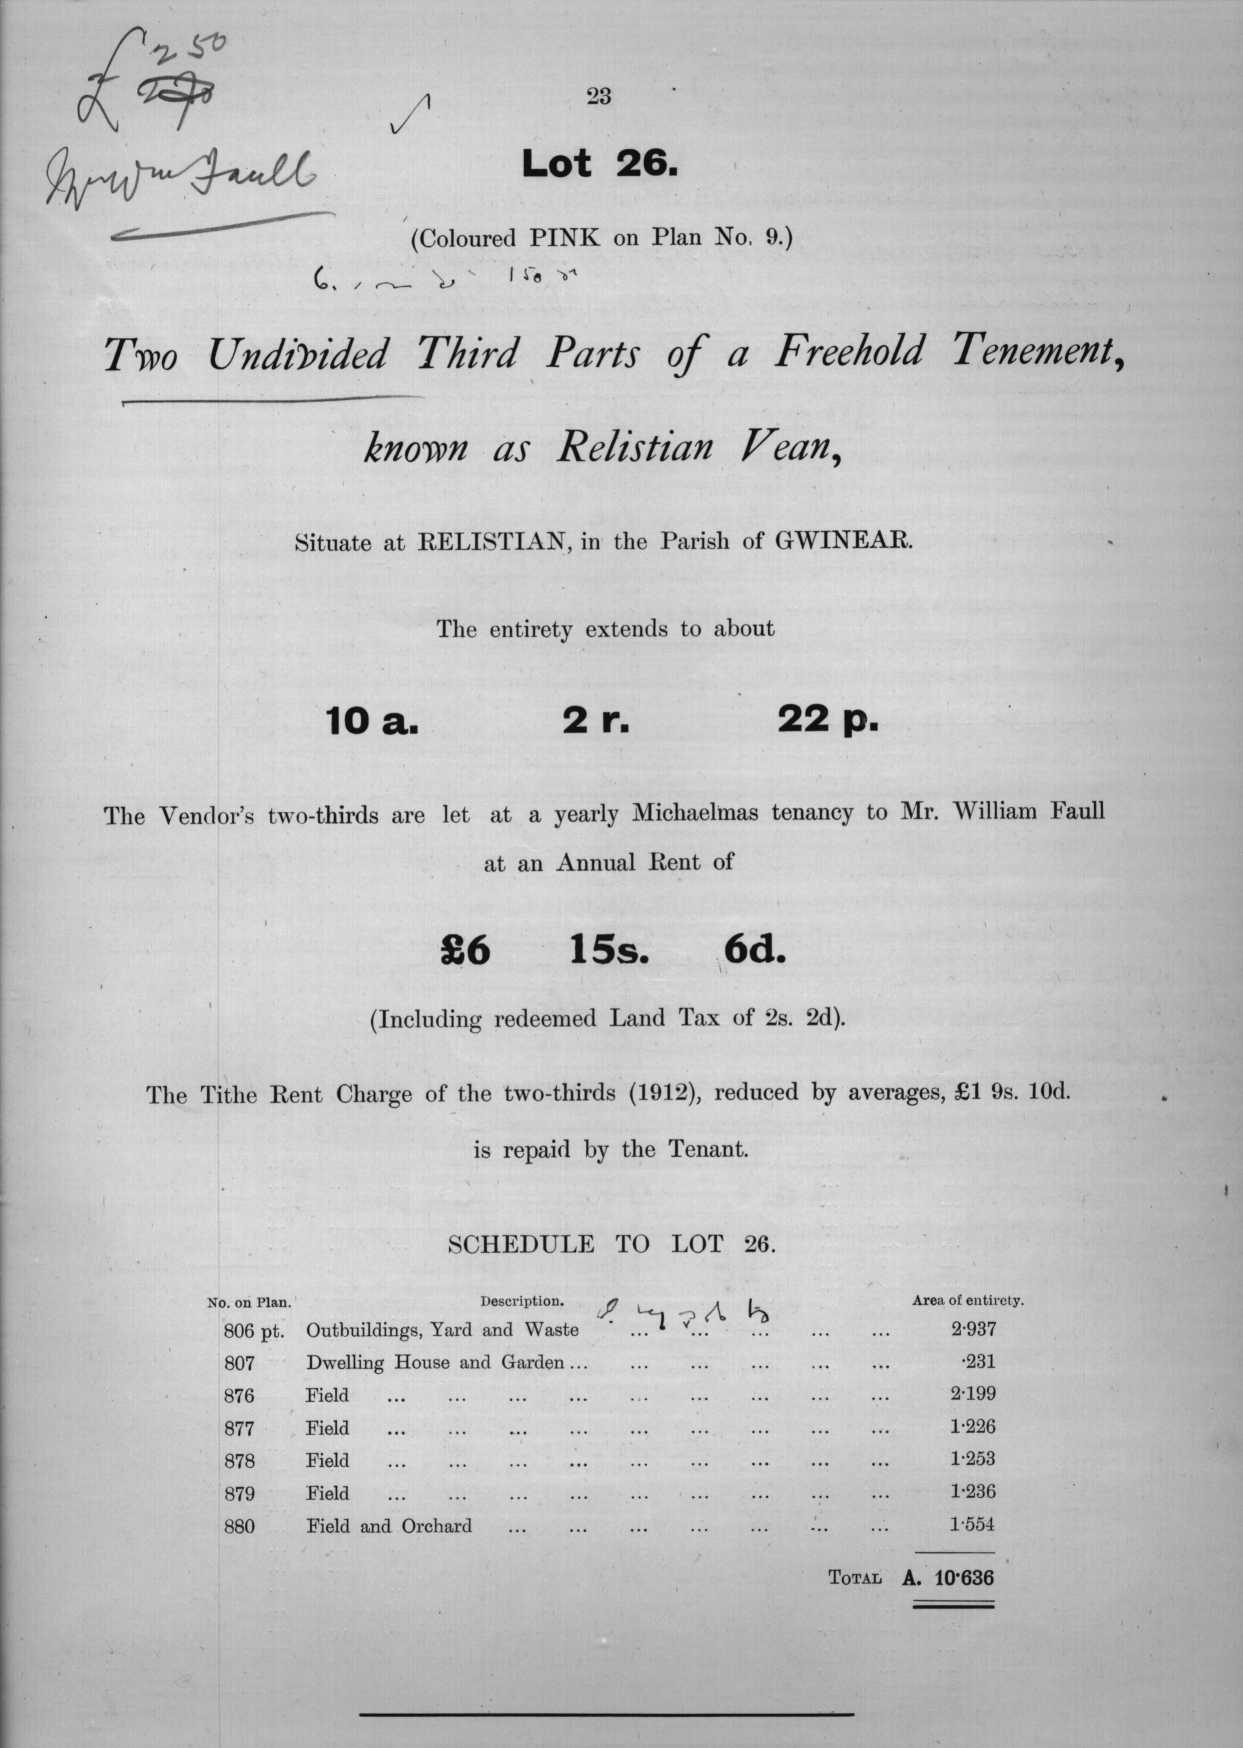 £ 250
Faull
23
Lot 26.
(Coloured PINK on Plan No. 9.)
150
Two Undivided Third Parts of a Freehold Tenement,
known as Relistian Vean,
Situate at RELISTIAN, in the Parish of GWINEAR.
The entirety extends to about
10 a. 2 r. 22 p.
The Vendor's two-thirds are let at a yearly Michaelmas tenancy to Mr. William Faull
at an Annual Rent of
£6 15s. 6d.
(Including redeemed Land Tax of 2s. 2d).
The Tithe Rent Charge of the two-thirds (1912), reduced by averages, £1 9s. 10d.
is repaid by the Tenant.
SCHEDULE TO LOT 26.
No. on Plan. Description. Area of entirety.
806 pt. Outbuildings, Yard and Waste ... ... ... ... ... 2·937
807 Dwelling House and Garden ... ... ... ... ... ... ·231
876 Field ... ... ... ... ... ... ... ... ... 2·199
877 Field ... ... ... ... ... ... ... ... ... 1·226
878 Field ... ... ... ... ... ... ... ... ... 1·253
879 Field ... ... ... ... ... ... ... ... ... 1·236
880 Field and Orchard ... ... ... ... ... ... ... 1·554
TOTAL A. 10·636